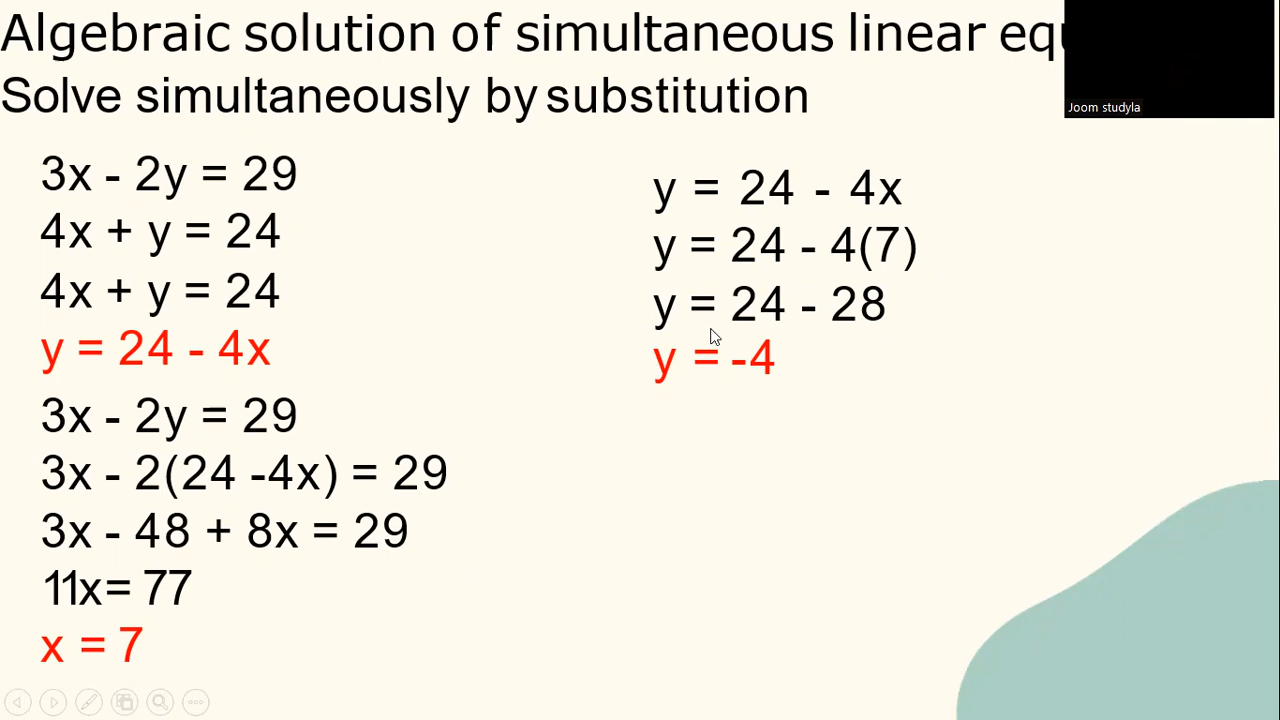 Algebraic solution of simultaneous linear equ
Solve simultaneously by substitution
Joom studyla
3x - 2y = 29
4x + y = 24
4x + y = 24
y = 24 - 4x
3x - 2y = 29
3x - 2(24 -4x) = 29
3x - 48 + 8x = 29
11x= 77
x = 7
y = 24 - 4x
y = 24 - 4(7)
y = 24 - 28
y = -4